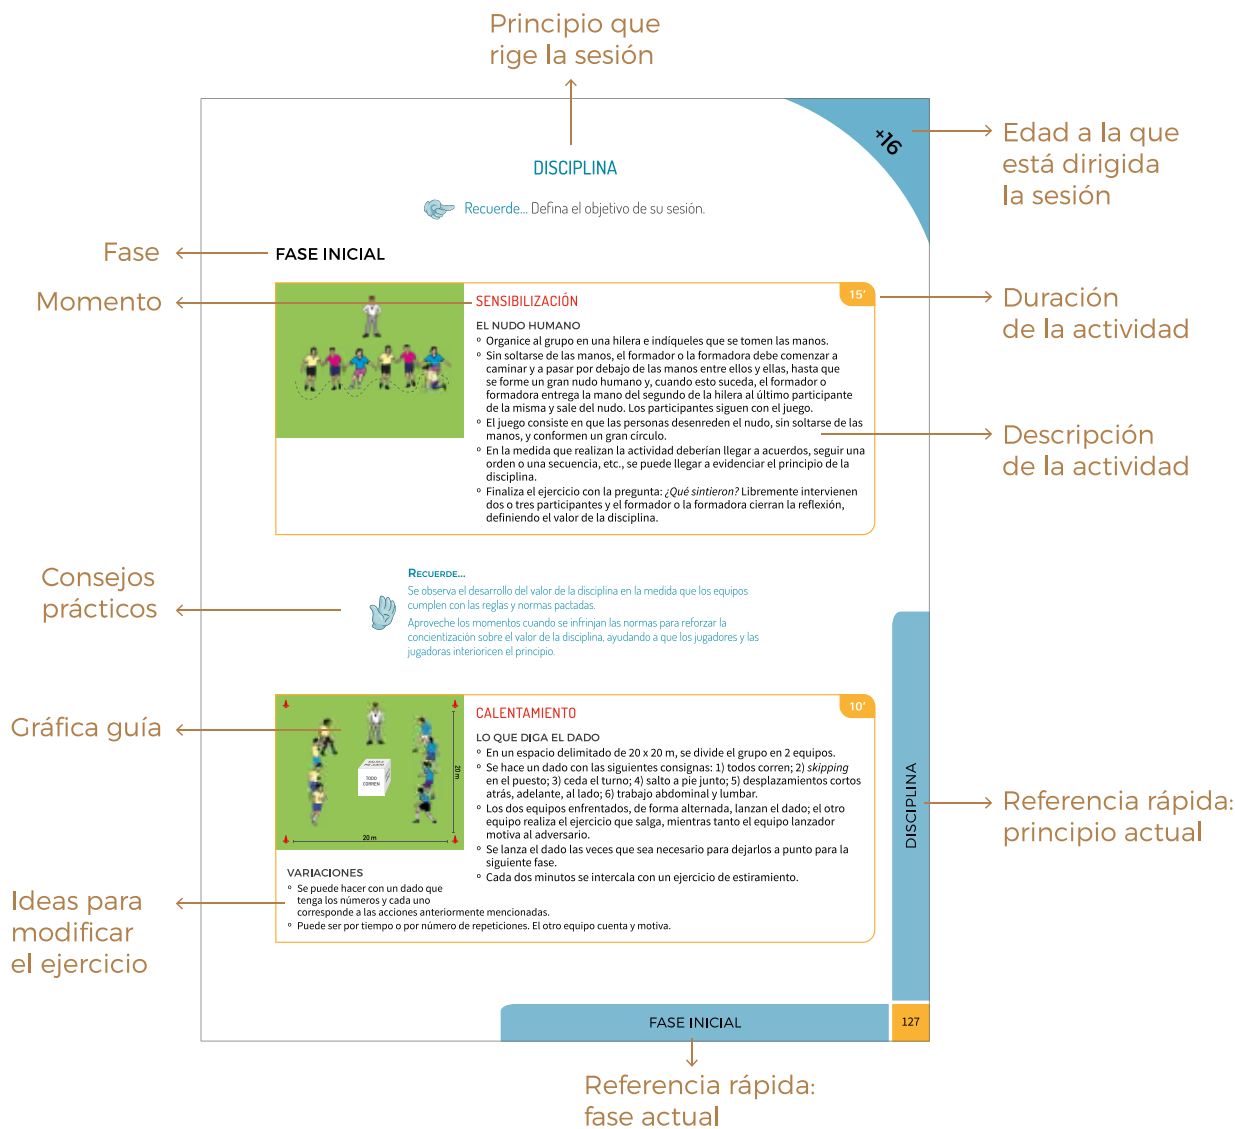 Principio que
rige la sesión
+16
Edad a la que
está dirigida
la sesión
DISCIPLINA
Recuerde... Defina el objetivo de su sesión.
Fase
FASE INICIAL
Momento
SENSIBILIZACIÓN
15'
Duración
de la actividad
EL NUDO HUMANO
º Organice al grupo en una hilera e indíqueles que se tomen las manos.
º Sin soltarse de las manos, el formador o la formadora debe comenzar a
caminar y a pasar por debajo de las manos entre ellos y ellas, hasta que
se forme un gran nudo humano y, cuando esto suceda, el formador o
formadora entrega la mano del segundo de la hilera al último participante
de la misma y sale del nudo. Los participantes siguen con el juego.
º El juego consiste en que las personas desenreden el nudo, sin soltarse de las
manos, y conformen un gran círculo.
º En la medida que realizan la actividad deberían llegar a acuerdos, seguir una
orden o una secuencia, etc., se puede llegar a evidenciar el principio de la
disciplina.
º Finaliza el ejercicio con la pregunta: ¿Qué sintieron? Libremente intervienen
dos o tres participantes y el formador o la formadora cierran la reflexión,
definiendo el valor de la disciplina.
Descripción
de la actividad
Consejos
prácticos
RECUERDE...
Se observa el desarrollo del valor de la disciplina en la medida que los equipos
cumplen con las reglas y normas pactadas.
Aproveche los momentos cuando se infrinjan las normas para reforzar la
concientización sobre el valor de la disciplina, ayudando a que los jugadores y las
jugadoras interioricen el principio.
Gráfica guía
TODO
CORREN
20 m
20 m
CALENTAMIENTO
10'
LO QUE DIGA EL DADO
º En un espacio delimitado de 20 x 20 m, se divide el grupo en 2 equipos.
º Se hace un dado con las siguientes consignas: 1) todos corren; 2) skipping
en el puesto; 3) ceda el turno; 4) salto a pie junto; 5) desplazamientos cortos
atrás, adelante, al lado; 6) trabajo abdominal y lumbar.
º Los dos equipos enfrentados, de forma alternada, lanzan el dado; el otro
equipo realiza el ejercicio que salga, mientras tanto el equipo lanzador
motiva al adversario.
º Se lanza el dado las veces que sea necesario para dejarlos a punto para la
siguiente fase.
º Cada dos minutos se intercala con un ejercicio de estiramiento.
VARIACIONES
º Se puede hacer con un dado que
tenga los números y cada uno
corresponde a las acciones anteriormente mencionadas.
º Puede ser por tiempo o por número de repeticiones. El otro equipo cuenta y motiva.
Ideas para
modificar
el ejercicio
DISCIPLINA
Referencia rápida:
principio actual
FASE INICIAL
127
Referencia rápida:
fase actual